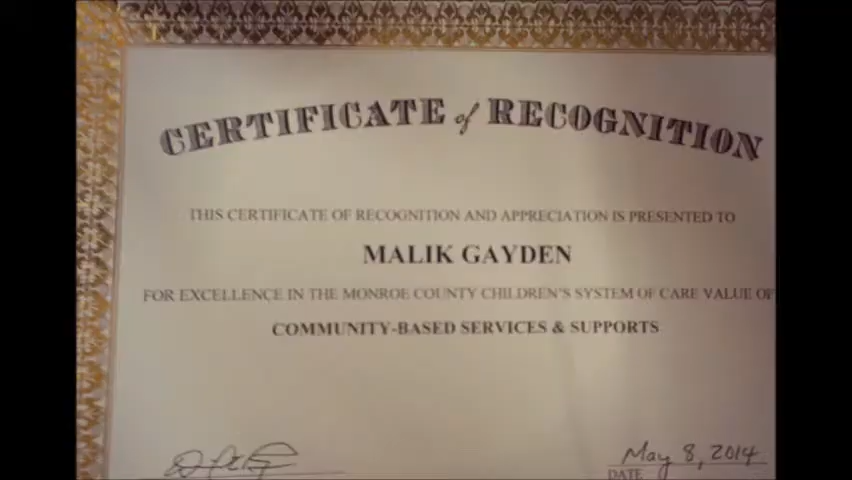 CERTIFICATE of RECOGNITION
THIS CERTIFICATE OF RECOGNITION AND APPRECIATION IS PRESENTED TO
MALIK GAYDEN
FOR EXCELLENCE IN THE MONROE COUNTY CHILDREN'S SYSTEM OF CARE VALUE OF
COMMUNITY-BASED SERVICES & SUPPORTS
May 8, 2014
DATE